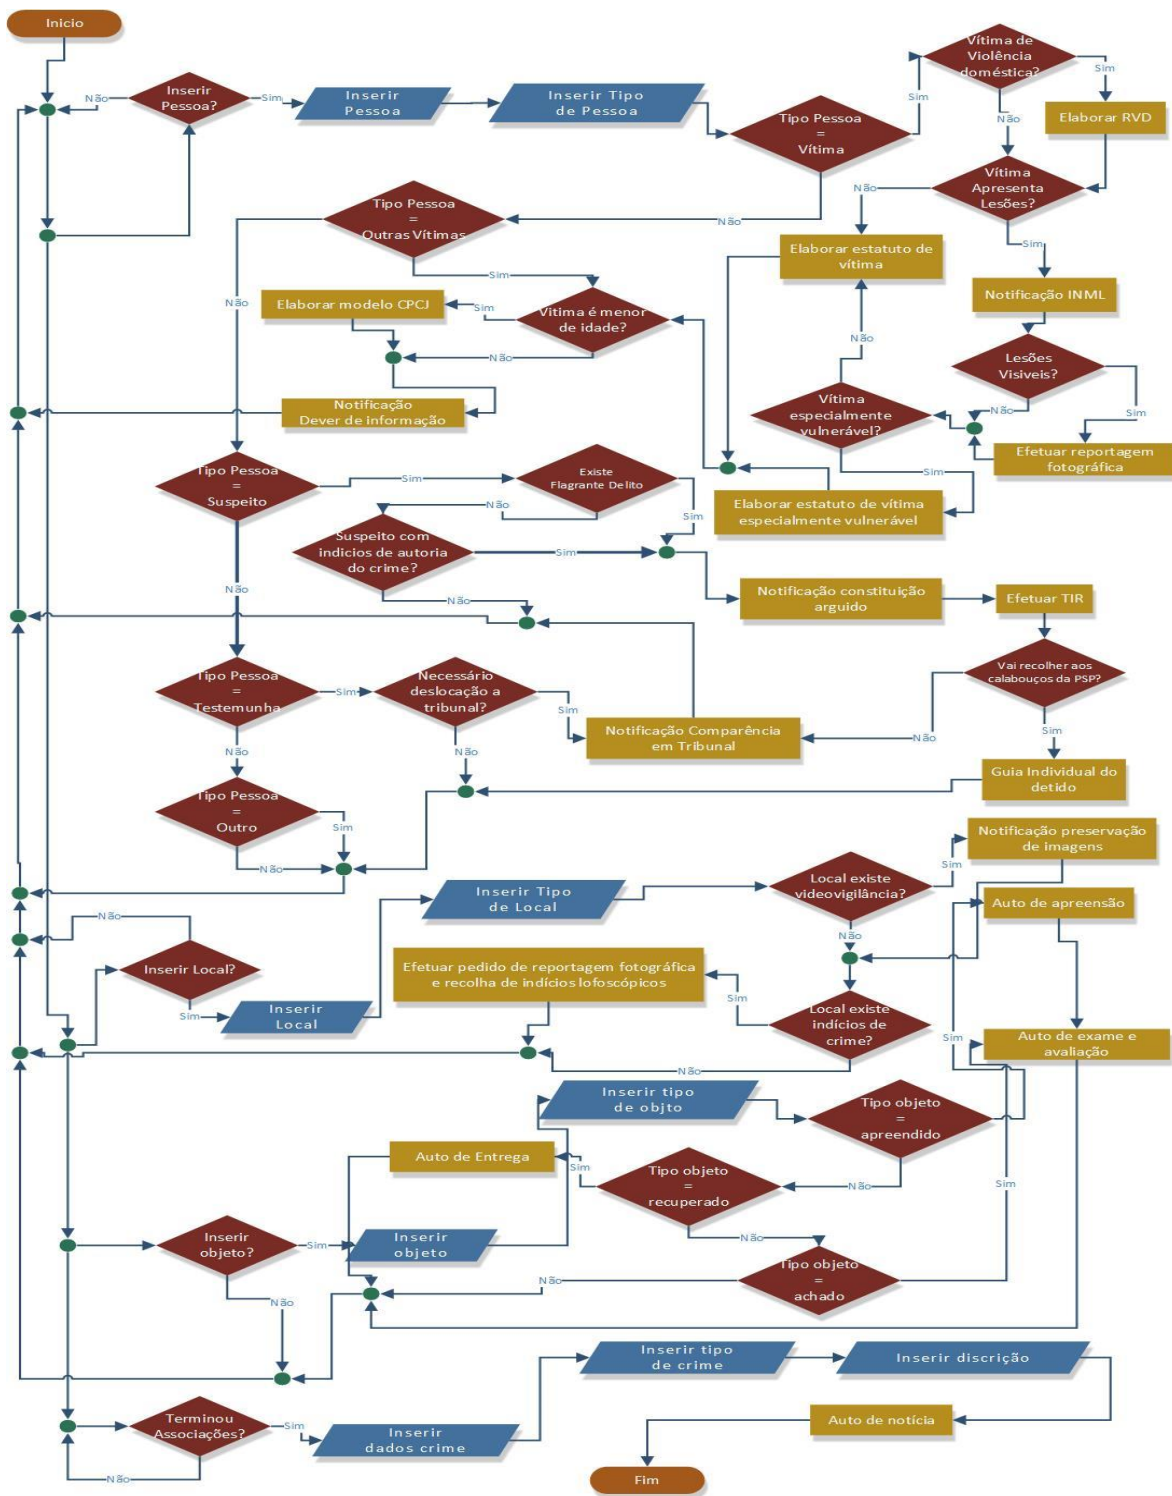 Inicio
Vítima de
Violência
doméstica?
Sim
Não
Inserir
Pessoa?
Não
Sim
Inserir
Pessoa
Inserir Tipo
de Pessoa
Tipo Pessoa
=
Vítima
Sim
Não
Elaborar RVD
Vítima
Apresenta
Lesões?
Não
Sim
Tipo Pessoa
=
Outras Vítimas
Sim
Não
Elaborar estatuto de
vítima
Notificação INML
Elaborar modelo CPCJ
Sim
Vitima é menor
de idade?
Não
Não
Lesões
Visiveis?
Não
Sim
Notificação
Dever de informação
Vítima
especialmente
vulnerável?
Sim
Efetuar reportagem
fotográfica
Tipo Pessoa
=
Suspeito
Sim
Existe
Flagrante Delito
Não
Sim
Elaborar estatuto de vítima
especialmente vulnerável
Suspeito com
indicios de autoria
do crime?
Sim
Não
Não
Notificação constituição
arguido
Efetuar TIR
Tipo Pessoa
=
Testemunha
Sim
Necessário
deslocação a
tribunal?
Sim
Vai recolher aos
calabouços da PSP?
Notificação Comparência
em Tribunal
Não
Sim
Não
Não
Guia Individual do
detido
Tipo Pessoa
=
Outro
Sim
Não
Notificação preservação
de imagens
Inserir Tipo
de Local
Local existe
videovigilância?
Sim
Auto de apreensão
Não
Não
Inserir Local?
Sim
Inserir
Local
Efetuar pedido de reportagem fotográfica
e recolha de indícios lofoscópicos
Sim
Local existe
indícios de
crime?
Não
Sim
Auto de exame e
avaliação
Inserir tipo
de objto
Tipo objeto
=
apreendido
Auto de Entrega
Sim
Tipo objeto
=
recuperado
Não
Sim
Inserir
objeto?
Sim
Inserir
objeto
Não
Tipo objeto
=
achado
Não
Não
Inserir tipo
de crime
Inserir discrição
Terminou
Associações?
Sim
Inserir
dados crime
Auto de notícia
Não
Fim